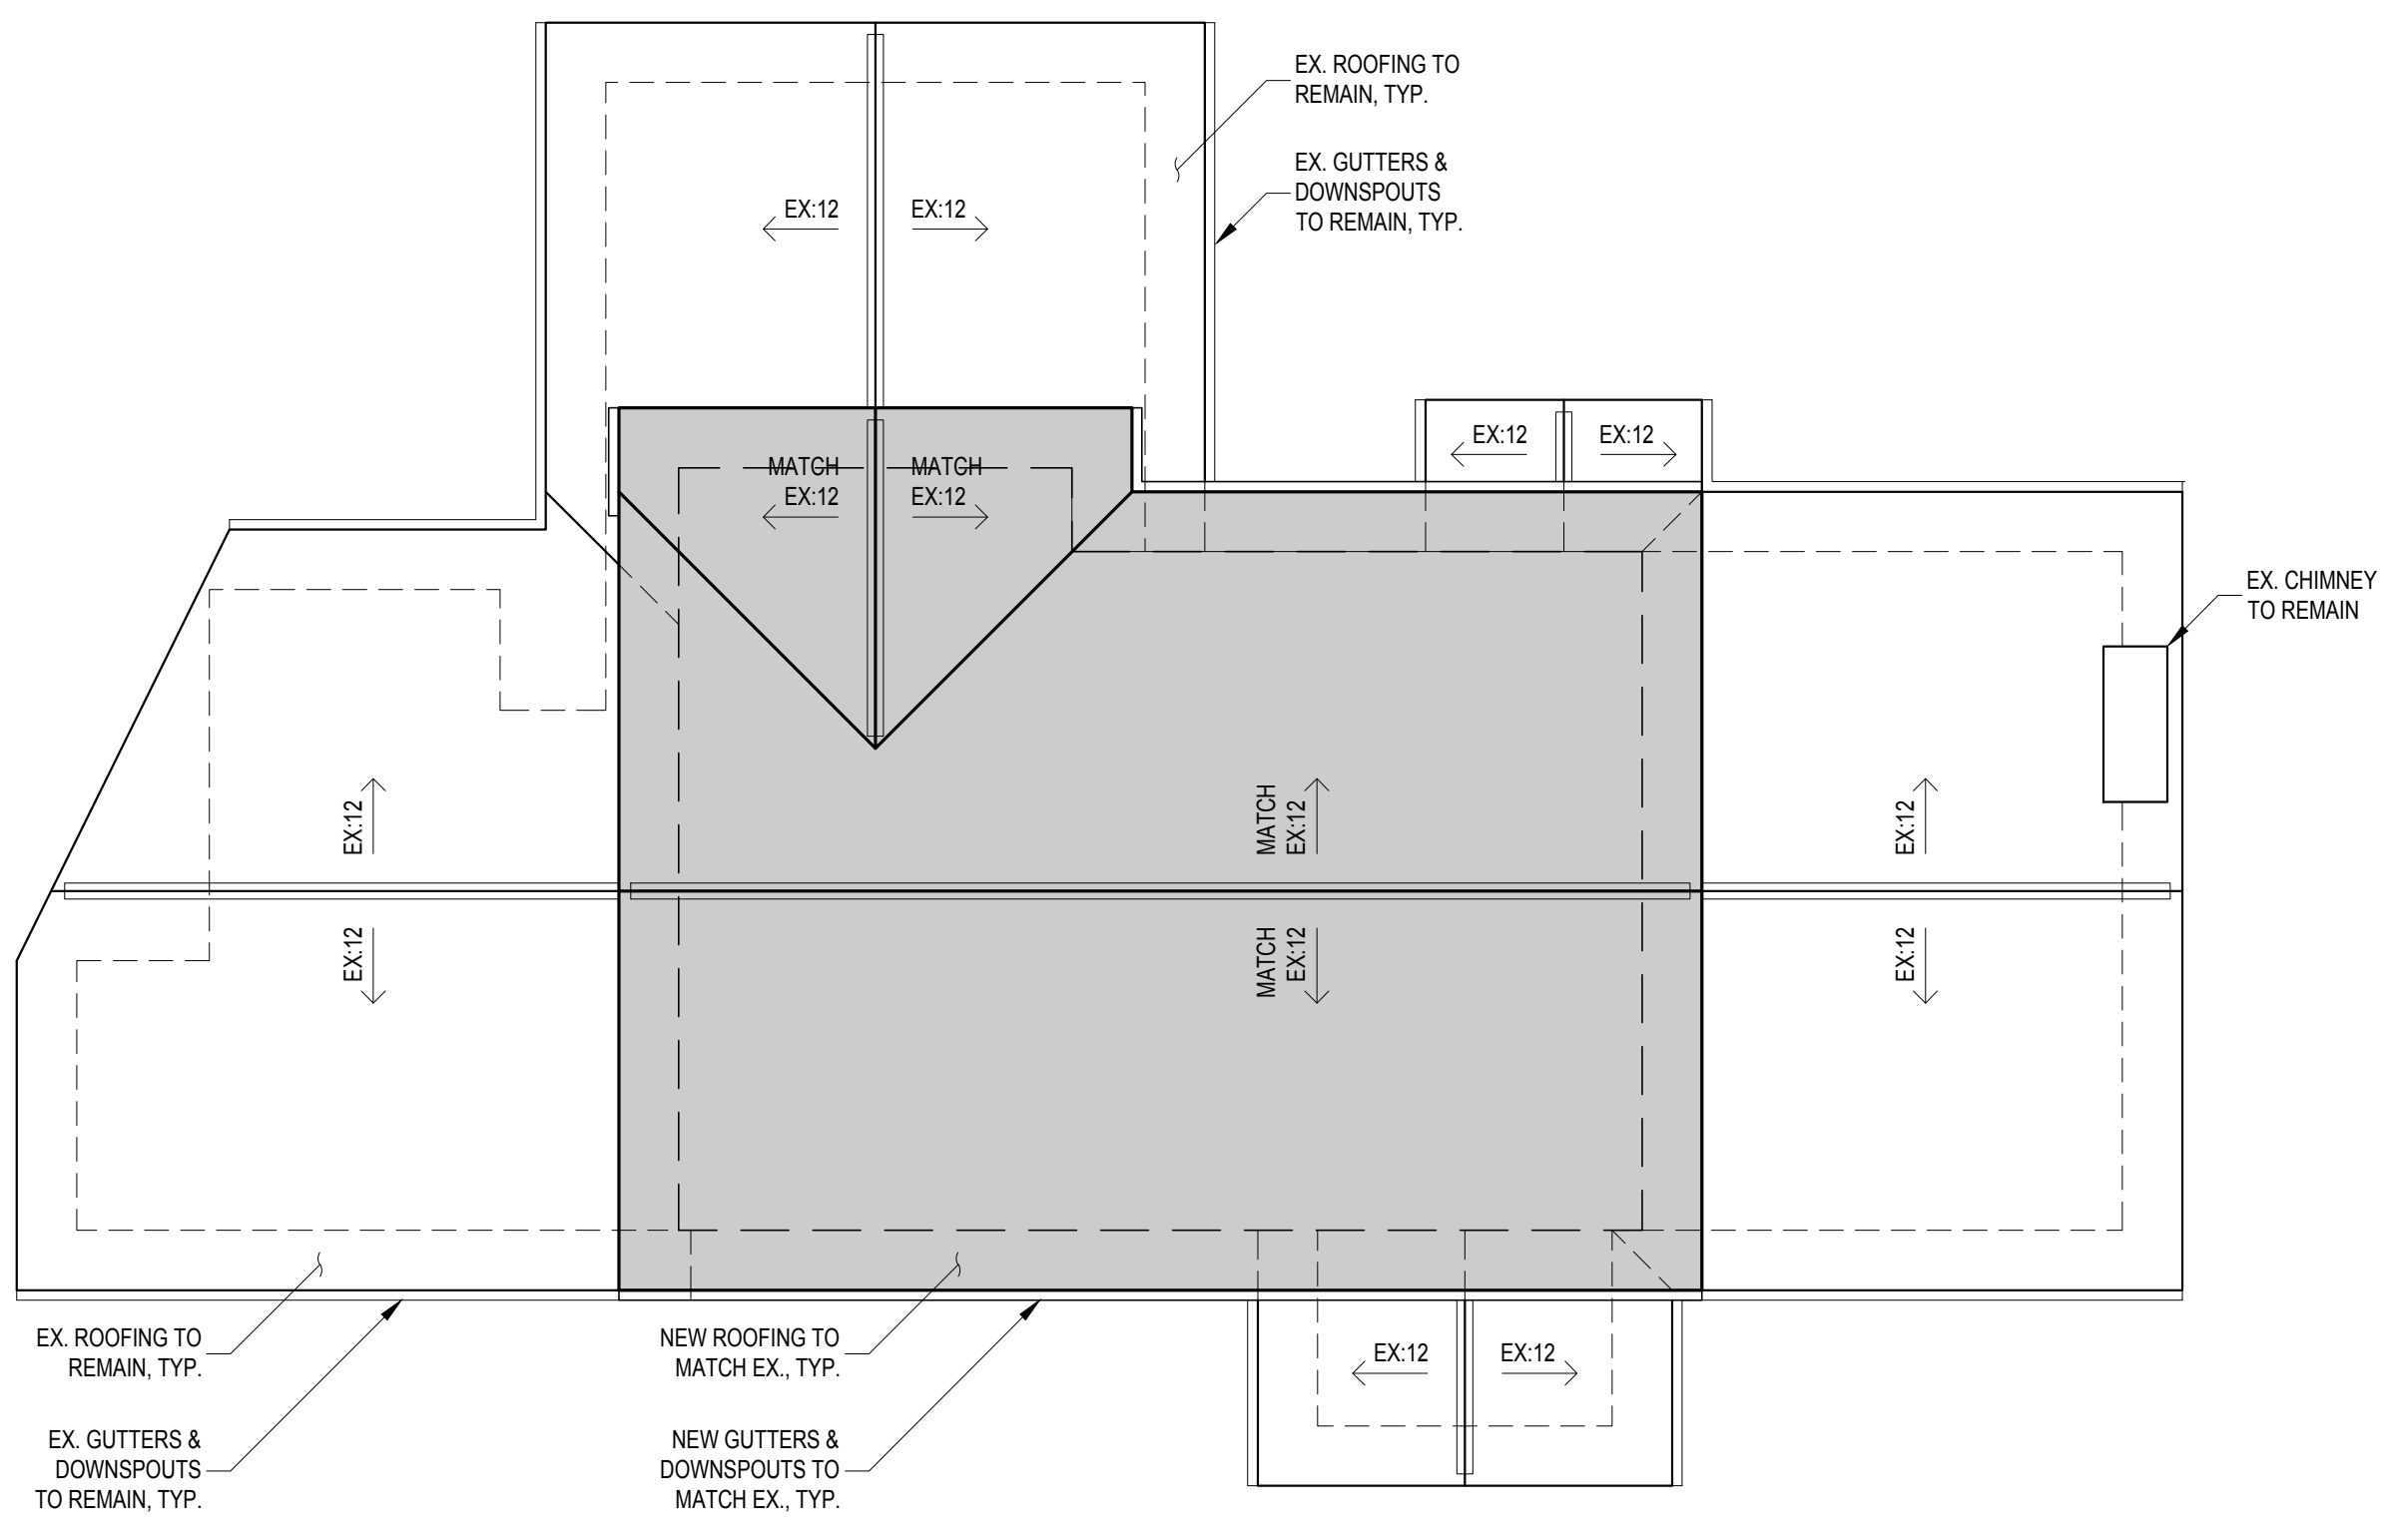 EX. ROOFING TO
REMAIN, TYP.
EX. GUTTERS &
DOWNSPOUTS
TO REMAIN, TYP.
EX:12
EX:12
EX:12
EX:12
MATCH
EX:12
MATCH
EX:12
EX. CHIMNEY
TO REMAIN
EX:12
MATCH
EX:12
EX:12
EX:12
MATCH
EX:12
EX:12
EX. ROOFING TO
REMAIN, TYP.
NEW ROOFING TO
MATCH EX., TYP.
EX:12
EX:12
EX. GUTTERS &
DOWNSPOUTS
TO REMAIN, TYP.
NEW GUTTERS &
DOWNSPOUTS TO
MATCH EX., TYP.